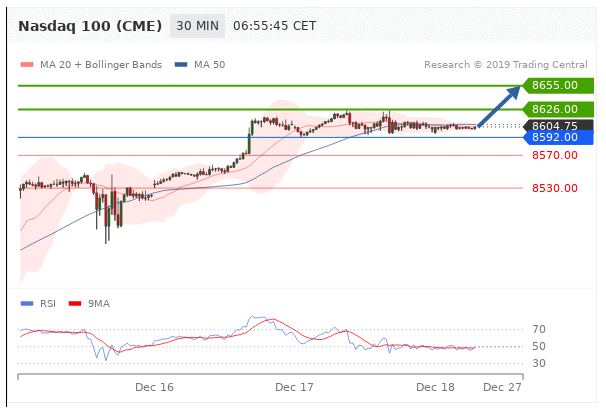 Nasdaq 100 (CME) 30 MIN 06:55:45 CET
MA 20 + Bollinger Bands MA 50 Research © 2019 Trading Central
8655.00
8626.00
8604.75
8592.00
8570.00
8530.00
RSI 9MA
70
50
30
Dec 16 Dec 17 Dec 18 Dec 27